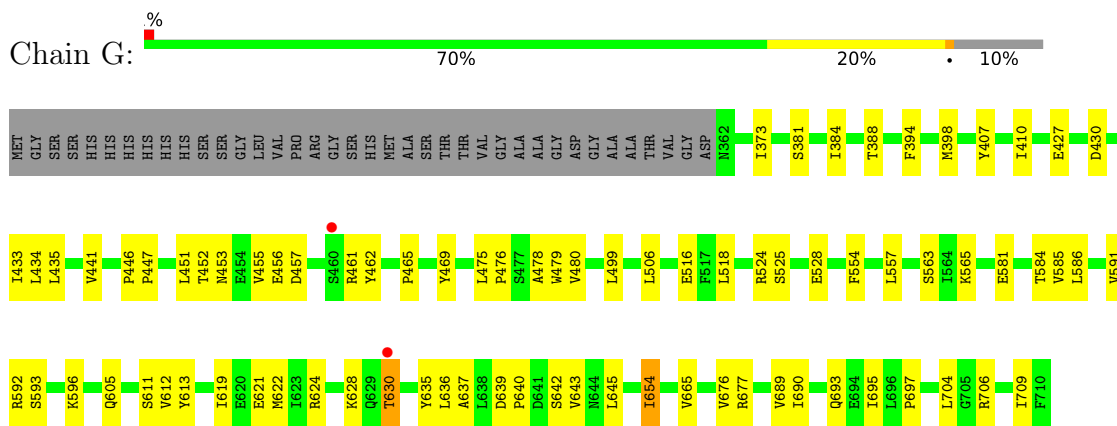 .%
Chain G:
70% 20% • 10%
MET GLY SER SER HIS HIS HIS HIS HIS HIS SER SER GLY LEU VAL PRO ARG GLY SER HIS MET ALA SER THR THR VAL GLY ALA ALA GLY ASP GLY ALA ALA THR VAL GLY ASP N362 I373 S381 I384 T388 F394 M398 Y407 I410 E427 D430
I433 L434 L435 V441 P446 P447 L451 T452 N453 E454 V455 E456 D457 S460 R461 Y462 P465 Y469 L475 P476 S477 A478 W479 V480 L499 L506 E516 F517 L518 R524 S525 E528 F554 L557 S563 I564 K565 E581 T584 V585 L586 V591
R592 S593 K596 Q605 S611 V612 Y613 I619 E620 E621 M622 I623 R624 K628 Q629 T630 Y635 L636 A637 L638 D639 P640 D641 S642 V643 N644 L645 I654 V665 V676 R677 V689 I690 Q693 E694 I695 L696 P697 L704 G705 R706 I709 F710